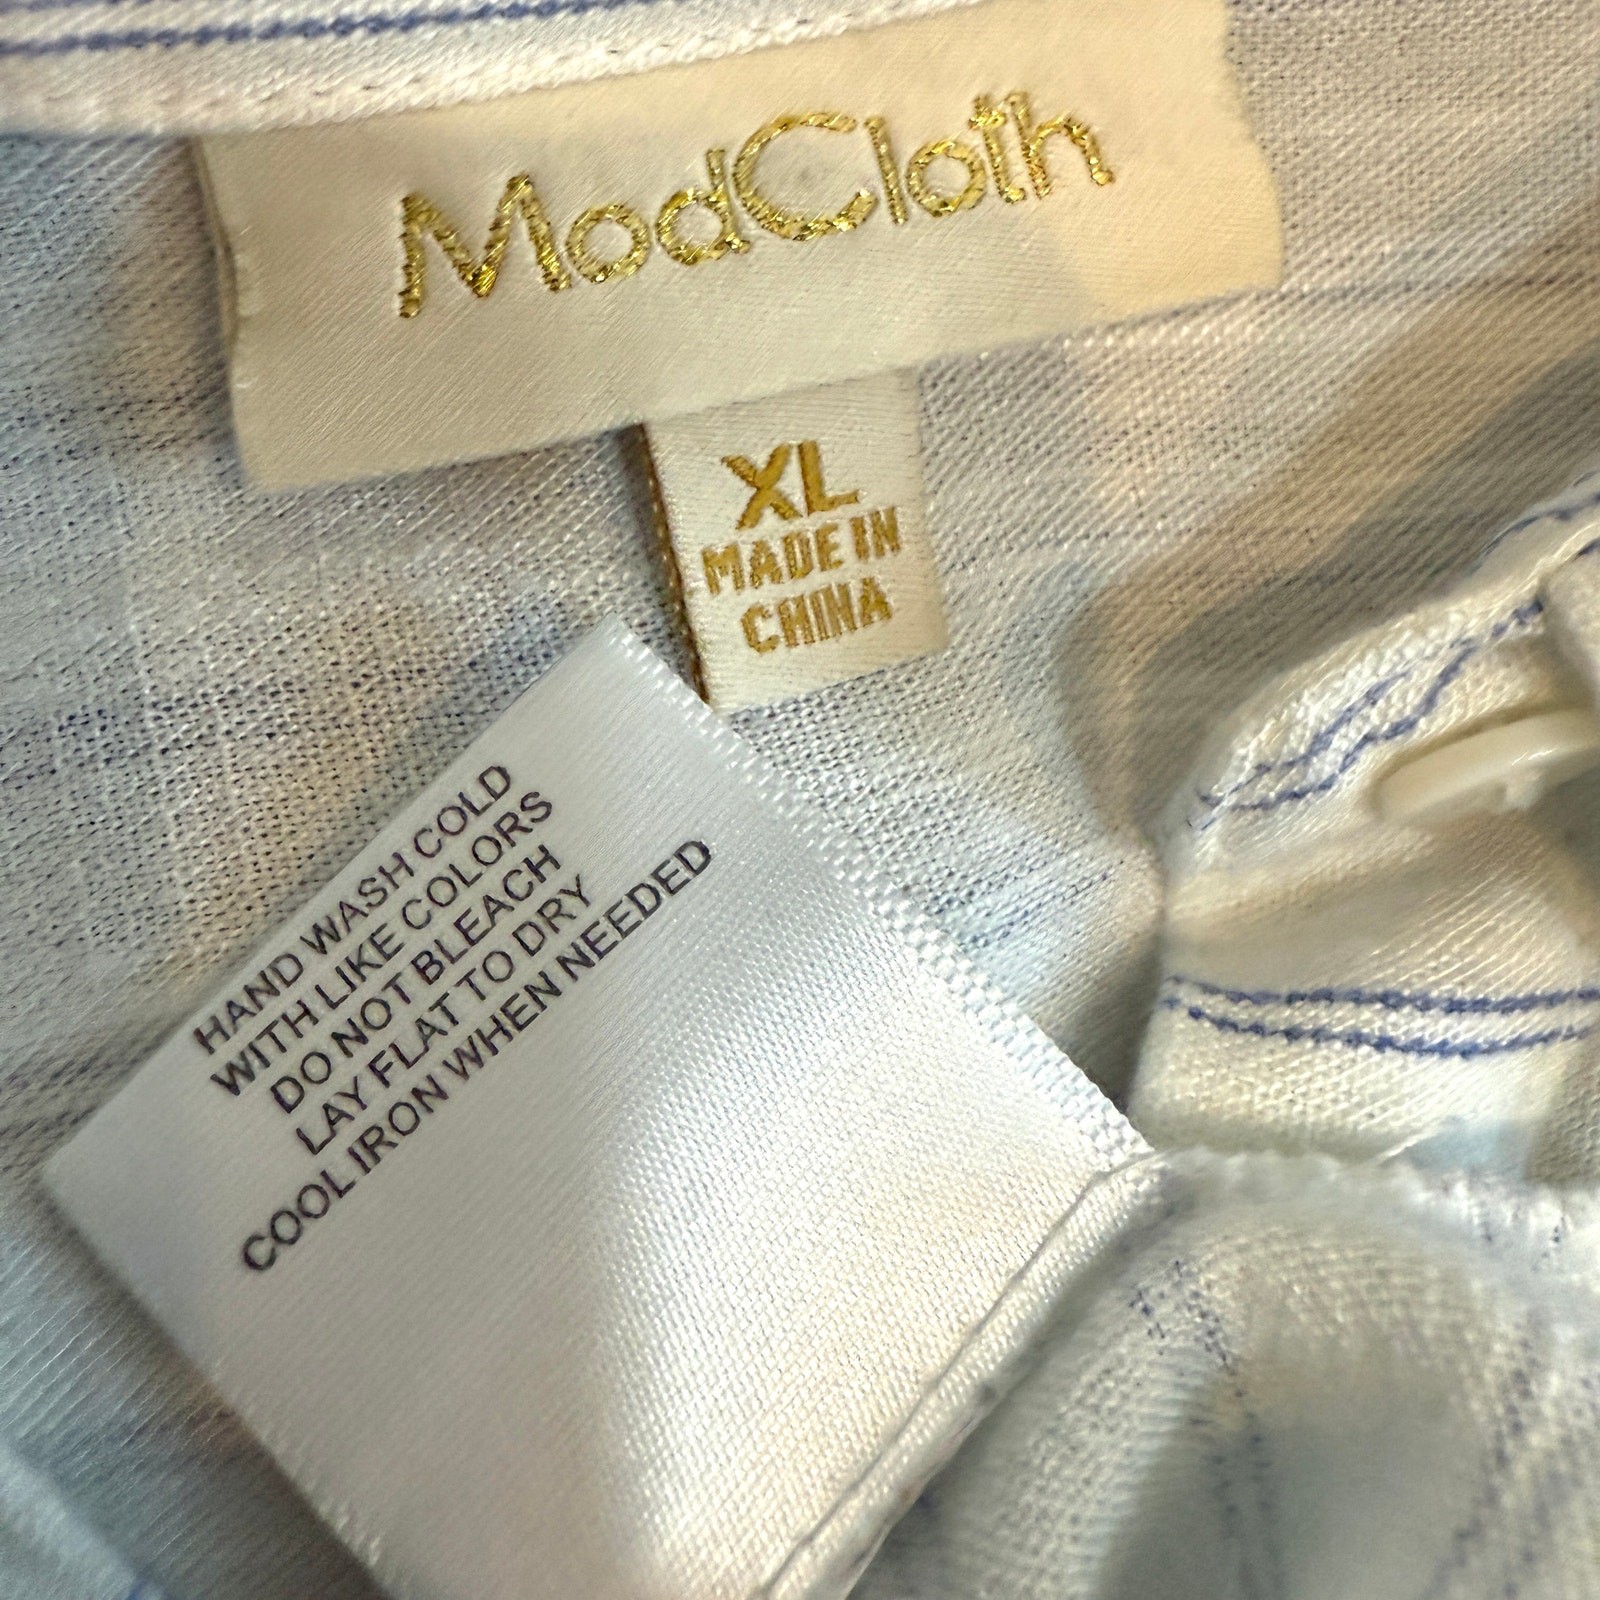 ModCloth
XL
MADE IN
CHINA
HAND WASH COLD
WITH LIKE COLORS
DO NOT BLEACH
LAY FLAT TO DRY
COOL IRON WHEN NEEDED